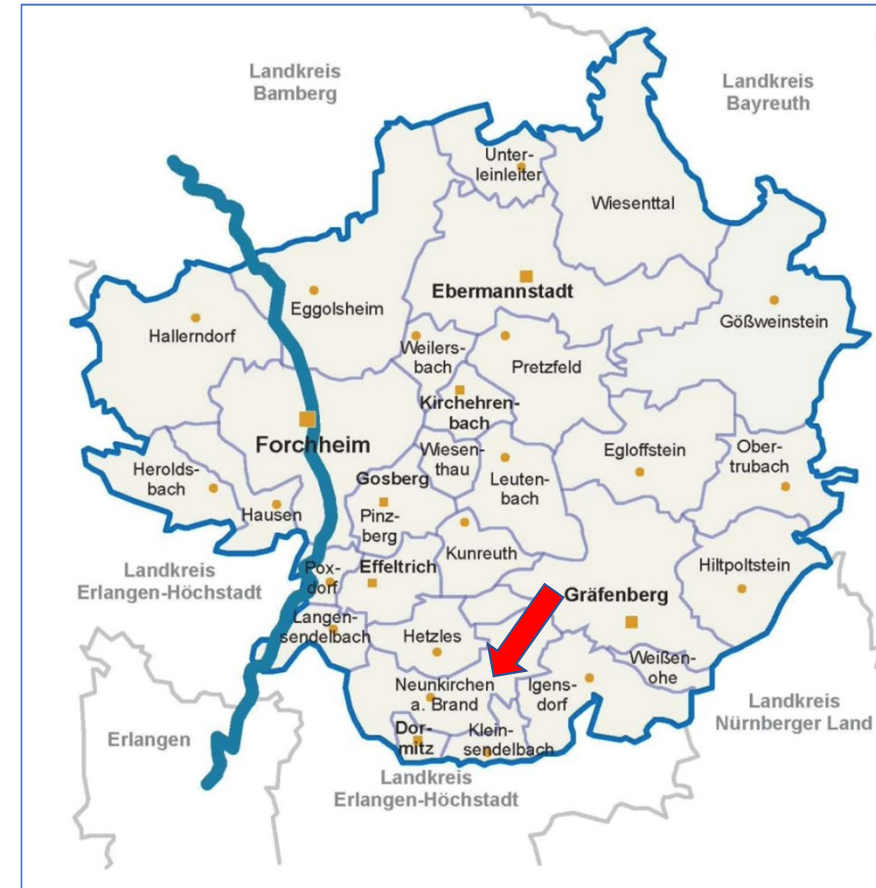 Landkreis
Bamberg
Landkreis
Bayreuth
Unter-
leinleiter
Wiesenttal
Ebermannstadt
Eggolsheim
Gößweinstein
Hallerndorf
Weilers-
bach
Pretzfeld
Kirchehren-
bach
Forchheim
Wiesen-
thau
Egloffstein
Ober-
trubach
Herolds-
bach
Gosberg
Leuten-
bach
Hausen
Pinz-
berg
Kunreuth
Effeltrich
Pox-
dorf
Hiltpoltstein
Landkreis
Erlangen-Höchstadt
Gräfenberg
Langen-
sendelbach
Hetzles
Weißen-
ohe
Neunkirchen
a. Brand
Igens-
dorf
Landkreis
Nürnberger Land
Erlangen
Dor-
mitz
Klein-
sendelbach
Landkreis
Erlangen-Höchstadt